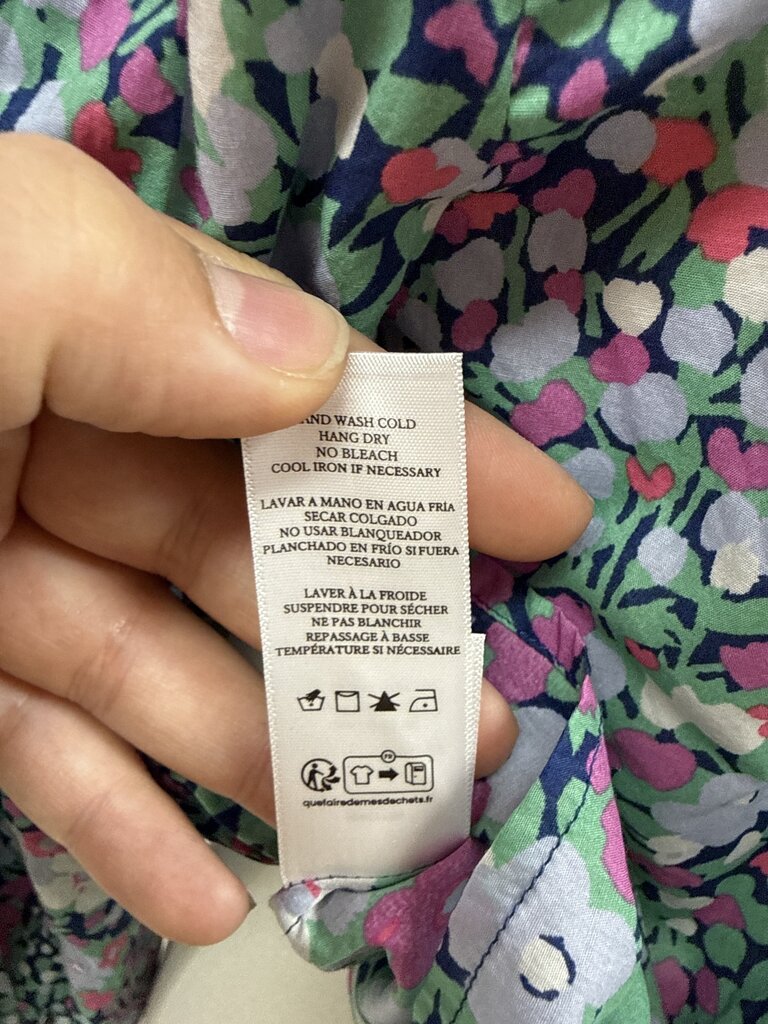 WASH COLD
HANG DRY
NO BLEACH
COOL IRON IF NECESSARY
LAVAR A MANO EN AGUA FRÍA
SECAR COLGADO
NO USAR BLANQUEADOR
PLANCHADO EN FRÍO SI FUERA
NECESARIO
LAVER À LA FROIDE
SUSPENDRE POUR SÉCHER
NE PAS BLANCHIR
REPASSAGE À BASSE
TEMPÉRATURE SI NÉCESSAIRE
FR
quefairedemesdechets.fr